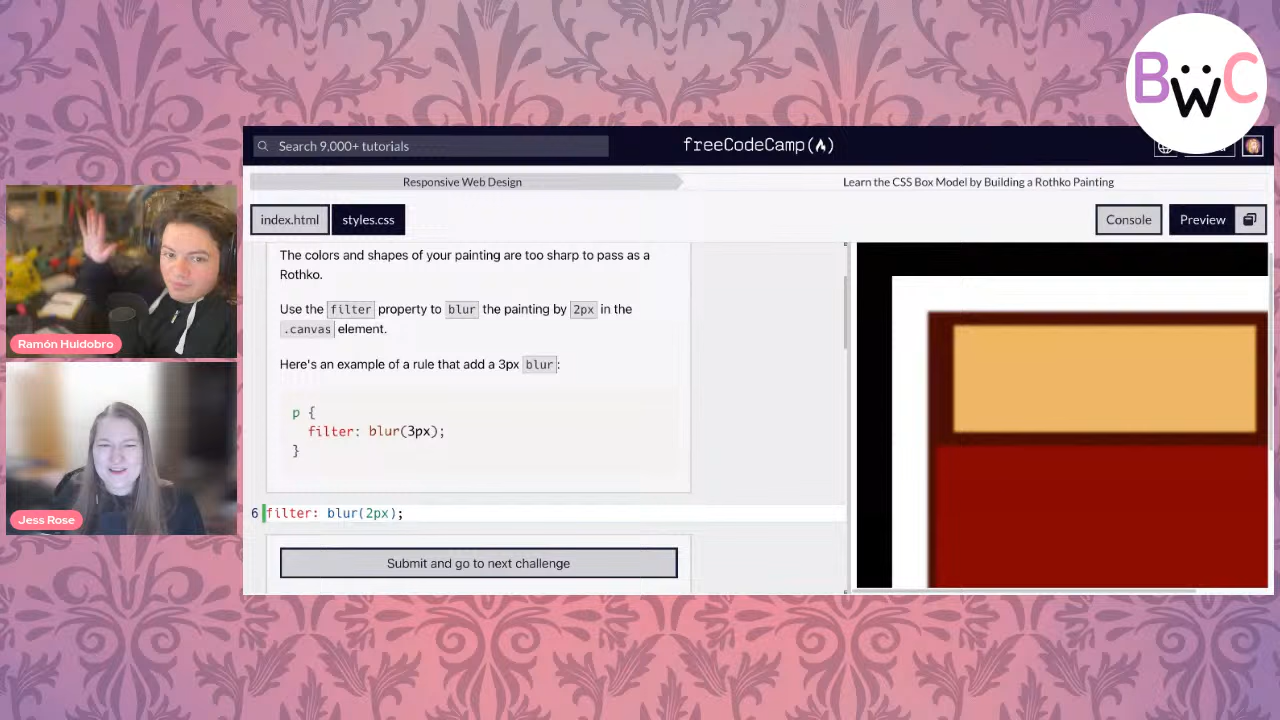 BWC
Search 9,000+ tutorials
freeCodeCamp
Responsive Web Design
Learn the CSS Box Model by Building a Rothko Painting
index.html
styles.css
Console
Preview
The colors and shapes of your painting are too sharp to pass as a
Rothko.
Use the filter property to blur the painting by 2px in the
.canvas element.
Here's an example of a rule that add a 3px blur:
p {
filter: blur(3px);
}
6 filter: blur(2px);
Submit and go to next challenge
Ramón Huidobro
Jess Rose